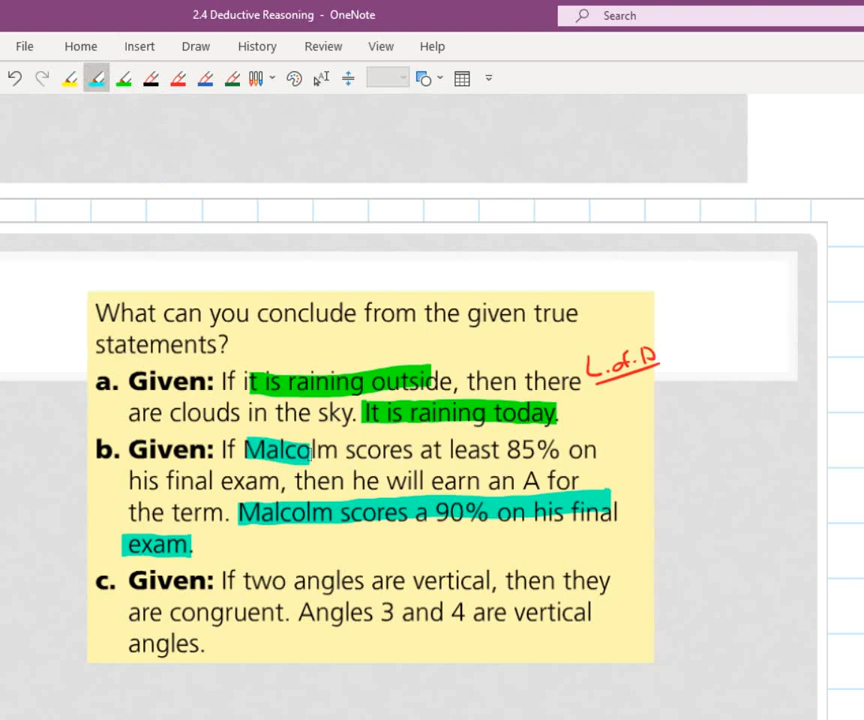 2.4 Deductive Reasoning - OneNote
Search
File Home Insert Draw History Review View Help
What can you conclude from the given true
statements?
a. Given: If it is raining outside, then there
L. of. D
are clouds in the sky. It is raining today.
b. Given: If Malcolm scores at least 85% on
his final exam, then he will earn an A for
the term. Malcolm scores a 90% on his final
exam.
c. Given: If two angles are vertical, then they
are congruent. Angles 3 and 4 are vertical
angles.